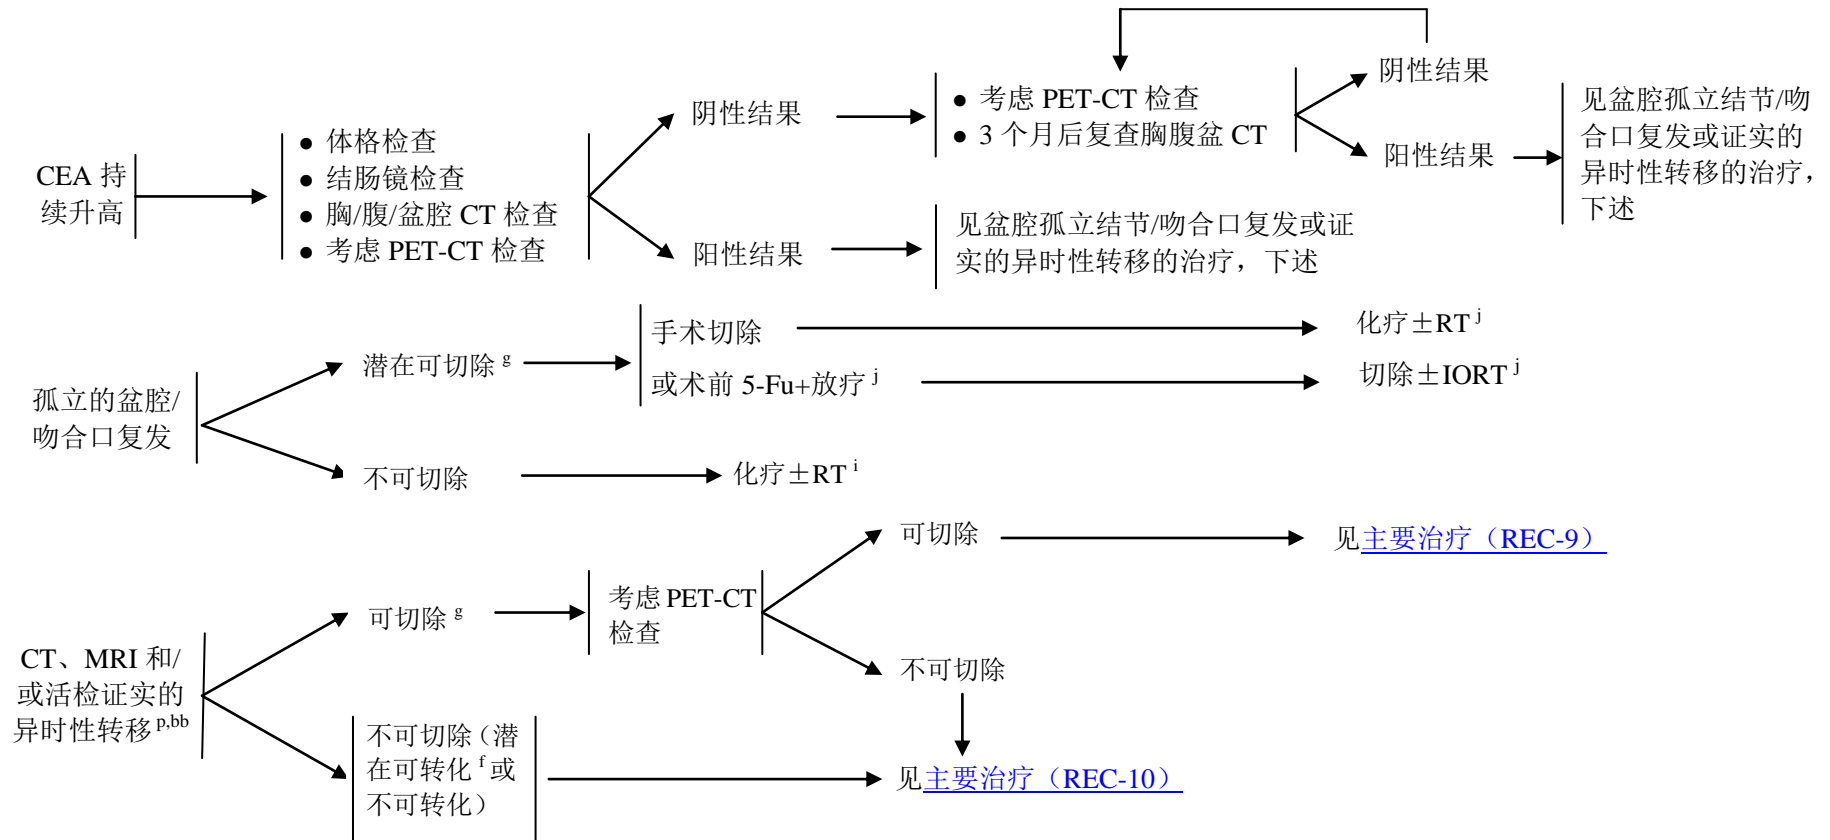 CEA 持
续升高
● 体格检查
● 结肠镜检查
● 胸/腹/盆腔 CT 检查
● 考虑 PET-CT 检查
阴性结果
● 考虑 PET-CT 检查
● 3 个月后复查胸腹盆 CT
阴性结果
阳性结果
见盆腔孤立结节/吻
合口复发或证实的
异时性转移的治疗，
下述
阳性结果
见盆腔孤立结节/吻合口复发或证
实的异时性转移的治疗，下述
孤立的盆腔/
吻合口复发
潜在可切除 g
手术切除
化疗±RT j
或术前 5-Fu+放疗 j
切除±IORT j
不可切除
化疗±RT i
CT、MRI 和/
或活检证实的
异时性转移 p,bb
可切除 g
考虑 PET-CT
检查
可切除
见主要治疗（REC-9）
不可切除
不可切除（潜
在可转化 f 或
不可转化）
见主要治疗（REC-10）